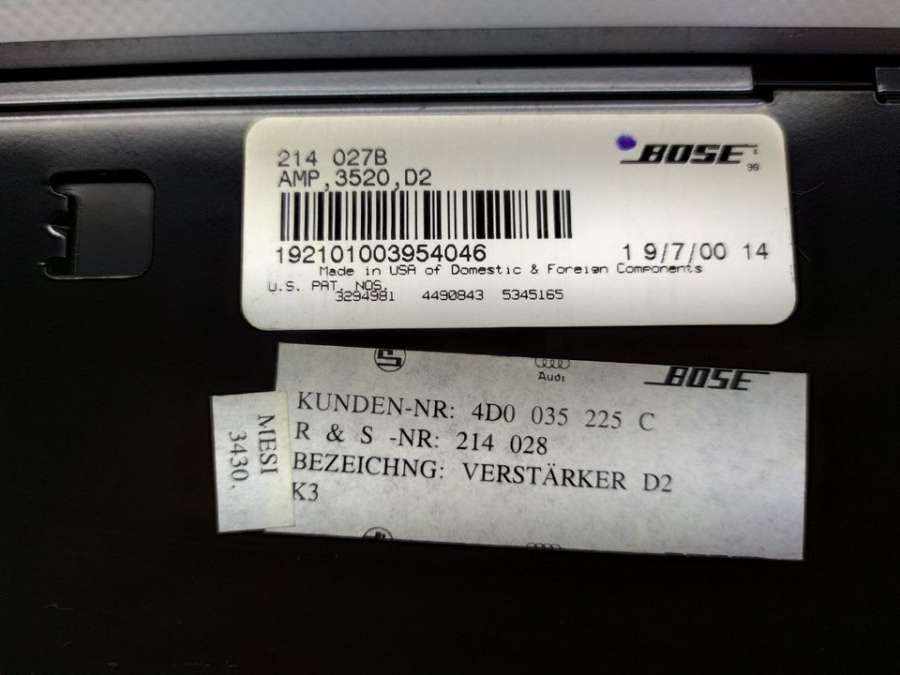 214 027B
AMP,3520,D2
BOSE
192101003954046
1 9/7/00 14
Made in USA of Domestic & Foreign Components
U.S. PAT. NOS.
3294981 4490843 5345165
Audi
BOSE
KUNDEN-NR: 4D0 035 225 C
R & S -NR: 214 028
BEZEICHNG: VERSTÄRKER D2
K3
MESI
3430.